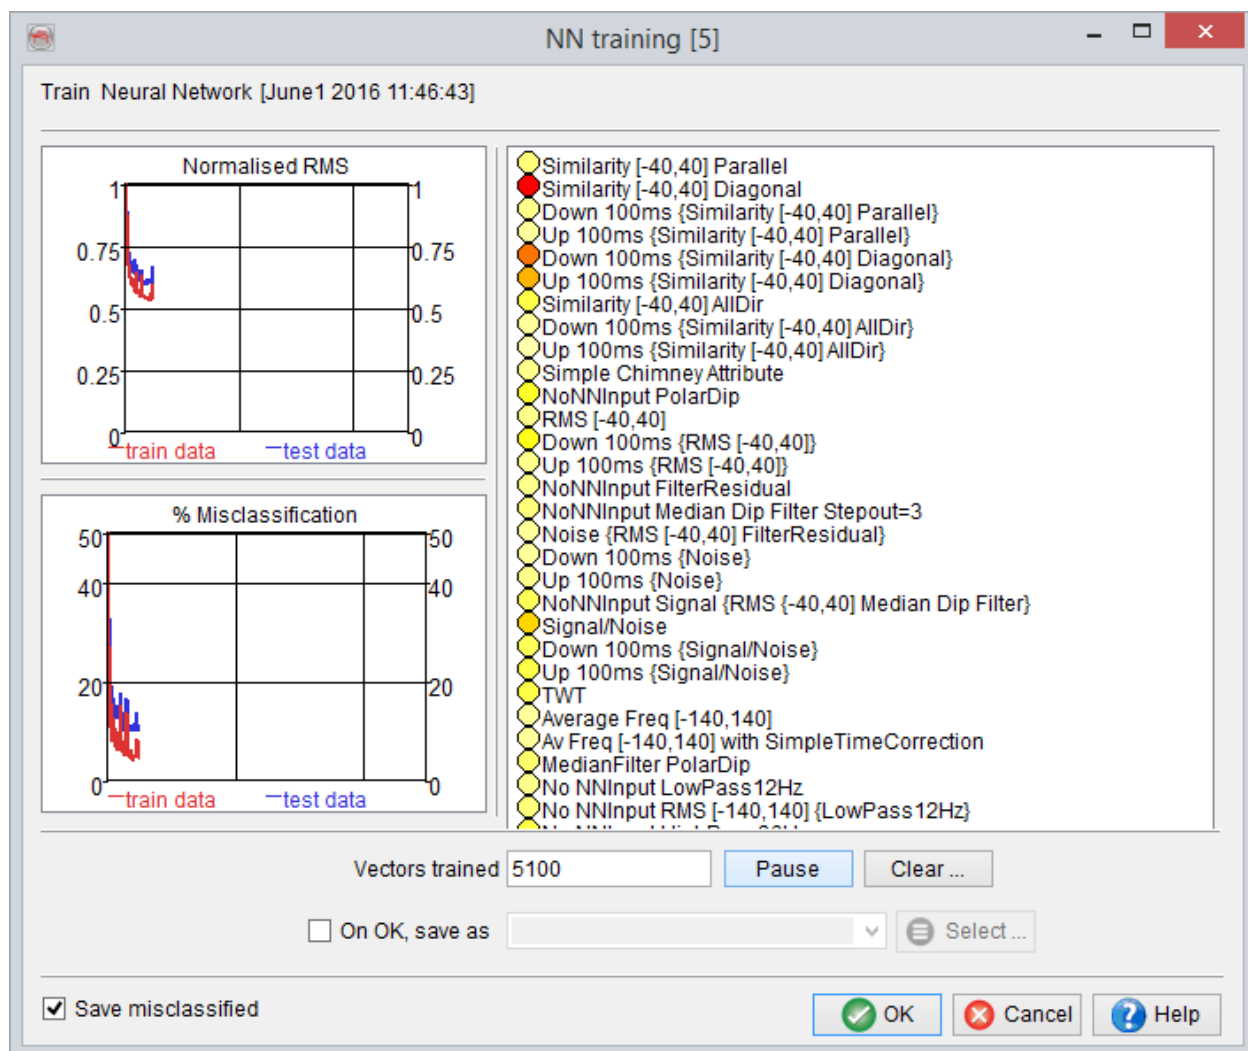 NN training [5]
Train Neural Network [June1 2016 11:46:43]
Normalised RMS
1 1
0.75 0.75
0.5 0.5
0.25 0.25
0 0
train data test data
% Misclassification
50 50
40 40
20 20
0 0
train data test data
Similarity [-40,40] Parallel
Similarity [-40,40] Diagonal
Down 100ms {Similarity [-40,40] Parallel}
Up 100ms {Similarity [-40,40] Parallel}
Down 100ms {Similarity [-40,40] Diagonal}
Up 100ms {Similarity [-40,40] Diagonal}
Similarity [-40,40] AllDir
Down 100ms {Similarity [-40,40] AllDir}
Up 100ms {Similarity [-40,40] AllDir}
Simple Chimney Attribute
NoNNInput PolarDip
RMS [-40,40]
Down 100ms {RMS [-40,40]}
Up 100ms {RMS [-40,40]}
NoNNInput FilterResidual
NoNNInput Median Dip Filter Stepout=3
Noise {RMS [-40,40] FilterResidual}
Down 100ms {Noise}
Up 100ms {Noise}
NoNNInput Signal {RMS {-40,40] Median Dip Filter}
Signal/Noise
Down 100ms {Signal/Noise}
Up 100ms {Signal/Noise}
TWT
Average Freq [-140,140]
Av Freq [-140,140] with SimpleTimeCorrection
MedianFilter PolarDip
No NNInput LowPass12Hz
No NNInput RMS [-140,140] {LowPass12Hz}
Vectors trained 5100 Pause Clear ...
On OK, save as Select ...
Save misclassified OK Cancel Help